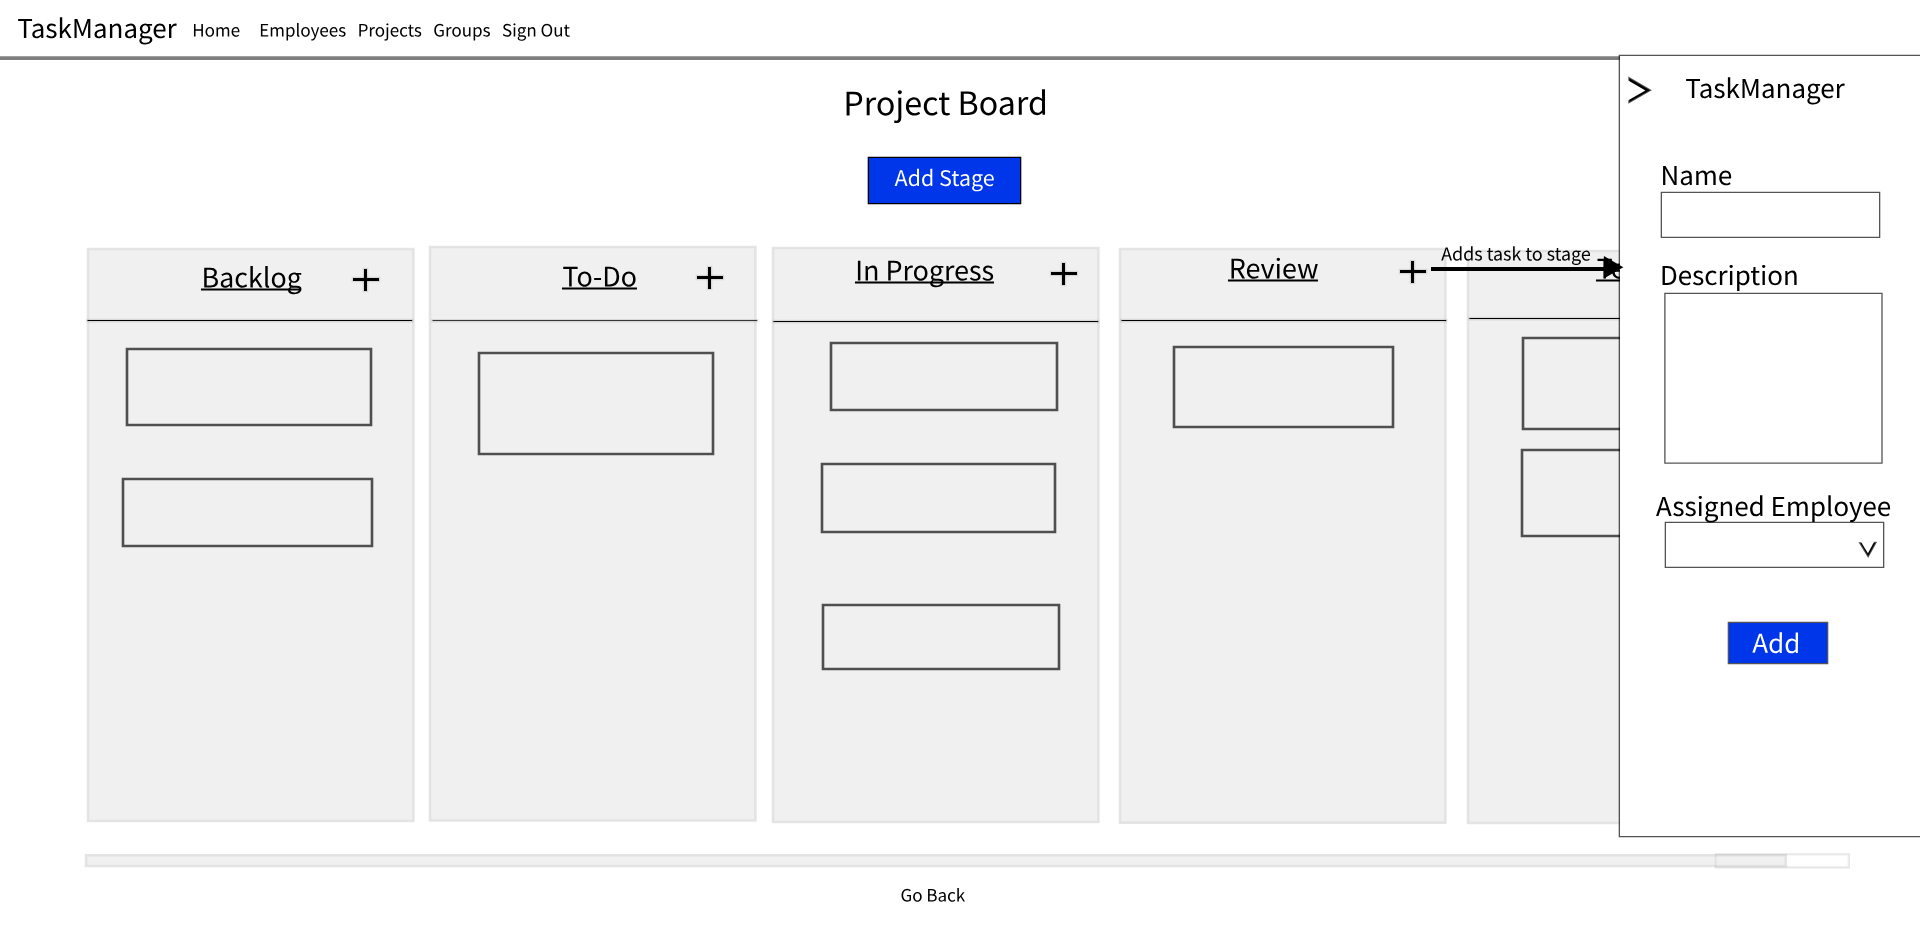 TaskManager Home Employees Projects Groups Sign Out
Project Board
Add Stage
Backlog +
To-Do +
In Progress +
Review +
Adds task to stage
> TaskManager
Name
Description
Assigned Employee
Add
Go Back